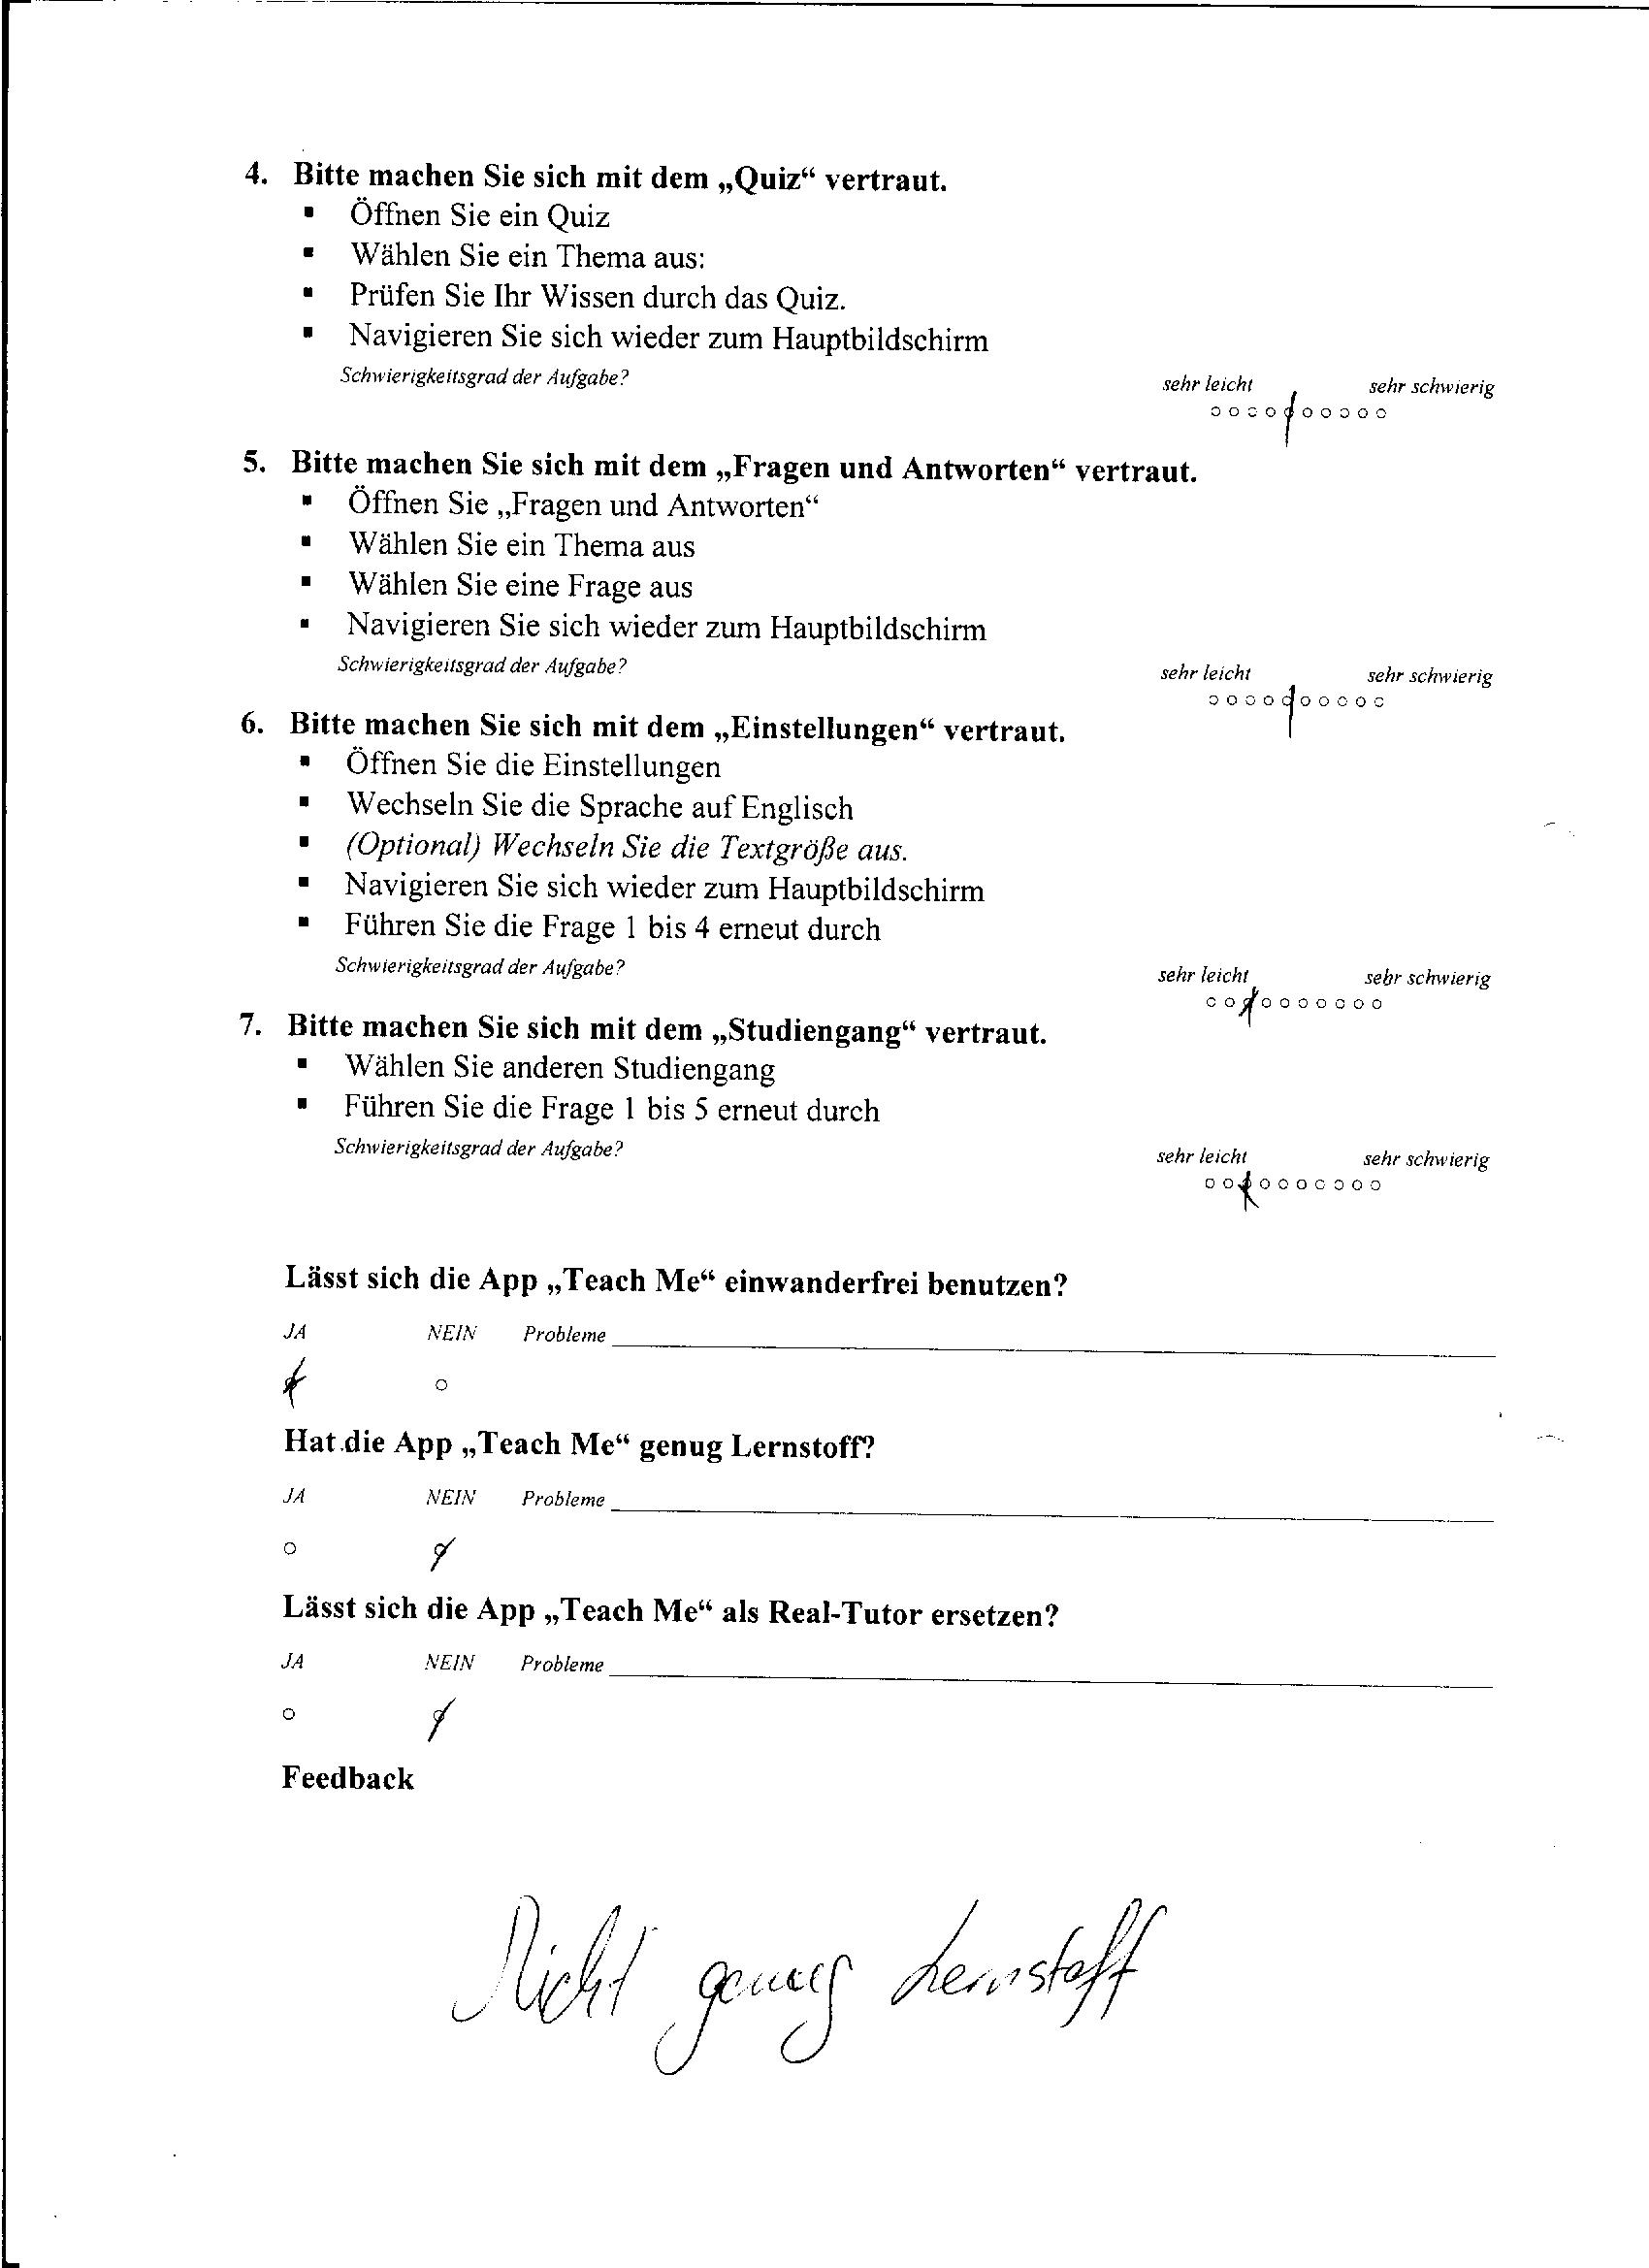 4. Bitte machen Sie sich mit dem „Quiz“ vertraut.
▪ Öffnen Sie ein Quiz
▪ Wählen Sie ein Thema aus:
▪ Prüfen Sie Ihr Wissen durch das Quiz.
▪ Navigieren Sie sich wieder zum Hauptbildschirm
Schwierigkeitsgrad der Aufgabe? sehr leicht sehr schwierig
5. Bitte machen Sie sich mit dem „Fragen und Antworten“ vertraut.
▪ Öffnen Sie „Fragen und Antworten“
▪ Wählen Sie ein Thema aus
▪ Wählen Sie eine Frage aus
▪ Navigieren Sie sich wieder zum Hauptbildschirm
Schwierigkeitsgrad der Aufgabe? sehr leicht sehr schwierig
6. Bitte machen Sie sich mit dem „Einstellungen“ vertraut.
▪ Öffnen Sie die Einstellungen
▪ Wechseln Sie die Sprache auf Englisch
▪ (Optional) Wechseln Sie die Textgröße aus.
▪ Navigieren Sie sich wieder zum Hauptbildschirm
▪ Führen Sie die Frage 1 bis 4 erneut durch
Schwierigkeitsgrad der Aufgabe? sehr leicht sehr schwierig
7. Bitte machen Sie sich mit dem „Studiengang“ vertraut.
▪ Wählen Sie anderen Studiengang
▪ Führen Sie die Frage 1 bis 5 erneut durch
Schwierigkeitsgrad der Aufgabe? sehr leicht sehr schwierig
Lässt sich die App „Teach Me“ einwanderfrei benutzen?
JA NEIN Probleme
Hat die App „Teach Me“ genug Lernstoff?
JA NEIN Probleme
Lässt sich die App „Teach Me“ als Real-Tutor ersetzen?
JA NEIN Probleme
Feedback
Nicht genug Lernstoff